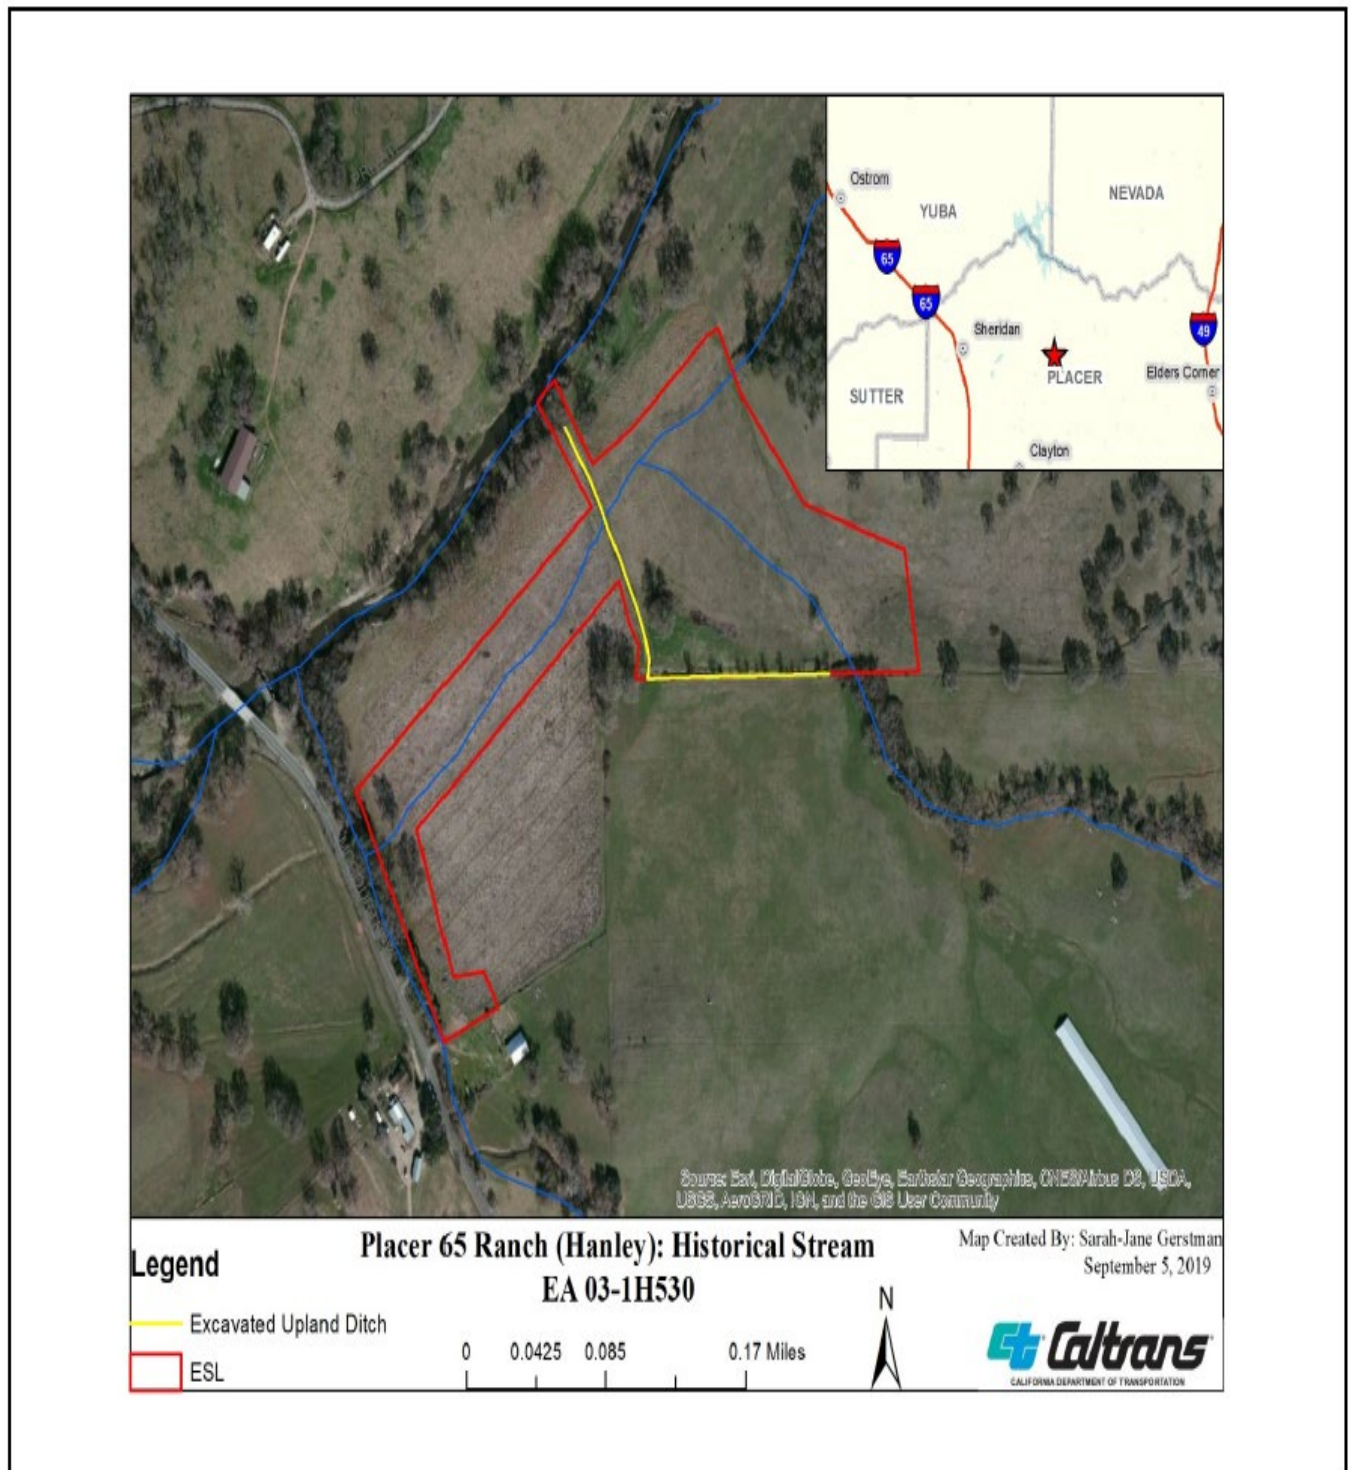 Ostrom
YUBA
NEVADA
65
65
Sheridan
49
PLACER
Elders Corner
SUTTER
Clayton
Source: Esri, DigitalGlobe, GeoEye, Earthstar Geographics, CNES/Airbus DS, USDA,
USGS, AeroGRID, IGN, and the GIS User Community
Legend
Placer 65 Ranch (Hanley): Historical Stream
EA 03-1H530
Map Created By: Sarah-Jane Gerstman
September 5, 2019
Excavated Upland Ditch
ESL
0 0.0425 0.085 0.17 Miles
N
Caltrans
CALIFORNIA DEPARTMENT OF TRANSPORTATION